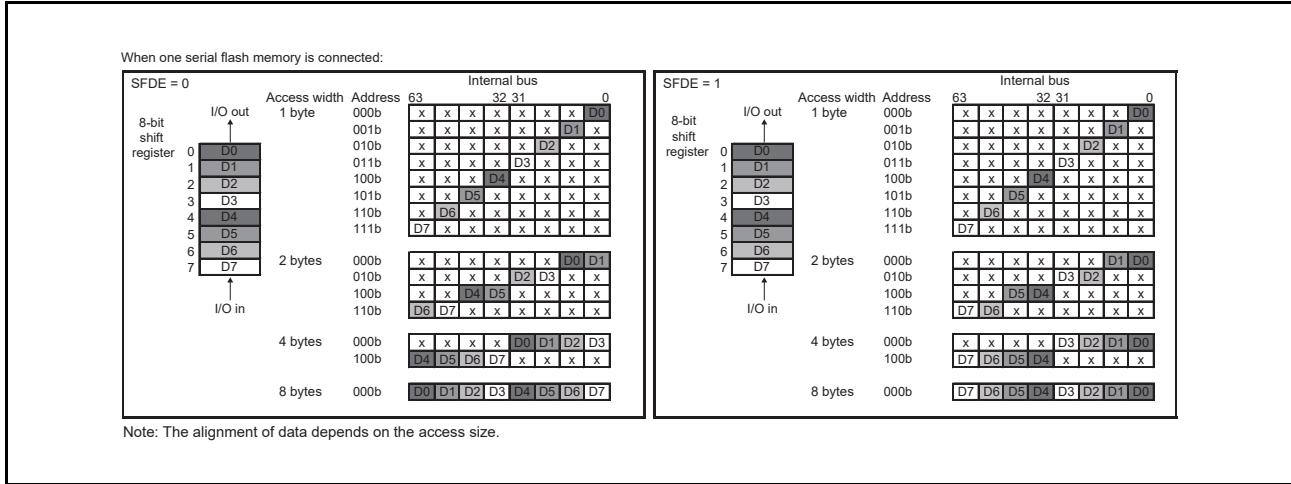 When one serial flash memory is connected:
SFDE = 0
Internal bus
Access width Address 63 32 31 0
8-bit
shift
register
I/O out
0 D0
1 D1
2 D2
3 D3
4 D4
5 D5
6 D6
7 D7
I/O in
1 byte 000b x x x x x x x D0
001b x x x x x x D1 x
010b x x x x x D2 x x
011b x x x x D3 x x x
100b x x x D4 x x x x
101b x x D5 x x x x x
110b x D6 x x x x x x
111b D7 x x x x x x x
2 bytes 000b x x x x x x D0 D1
010b x x x x D2 D3 x x
100b x x D4 D5 x x x x
110b D6 D7 x x x x x x
4 bytes 000b x x x x D0 D1 D2 D3
100b D4 D5 D6 D7 x x x x
8 bytes 000b D0 D1 D2 D3 D4 D5 D6 D7
SFDE = 1
Internal bus
Access width Address 63 32 31 0
8-bit
shift
register
I/O out
0 D0
1 D1
2 D2
3 D3
4 D4
5 D5
6 D6
7 D7
I/O in
1 byte 000b x x x x x x x D0
001b x x x x x x D1 x
010b x x x x x D2 x x
011b x x x x D3 x x x
100b x x x D4 x x x x
101b x x D5 x x x x x
110b x D6 x x x x x x
111b D7 x x x x x x x
2 bytes 000b x x x x x x D1 D0
010b x x x x D3 D2 x x
100b x x D5 D4 x x x x
110b D7 D6 x x x x x x
4 bytes 000b x x x x D3 D2 D1 D0
100b D7 D6 D5 D4 x x x x
8 bytes 000b D7 D6 D5 D4 D3 D2 D1 D0
Note: The alignment of data depends on the access size.